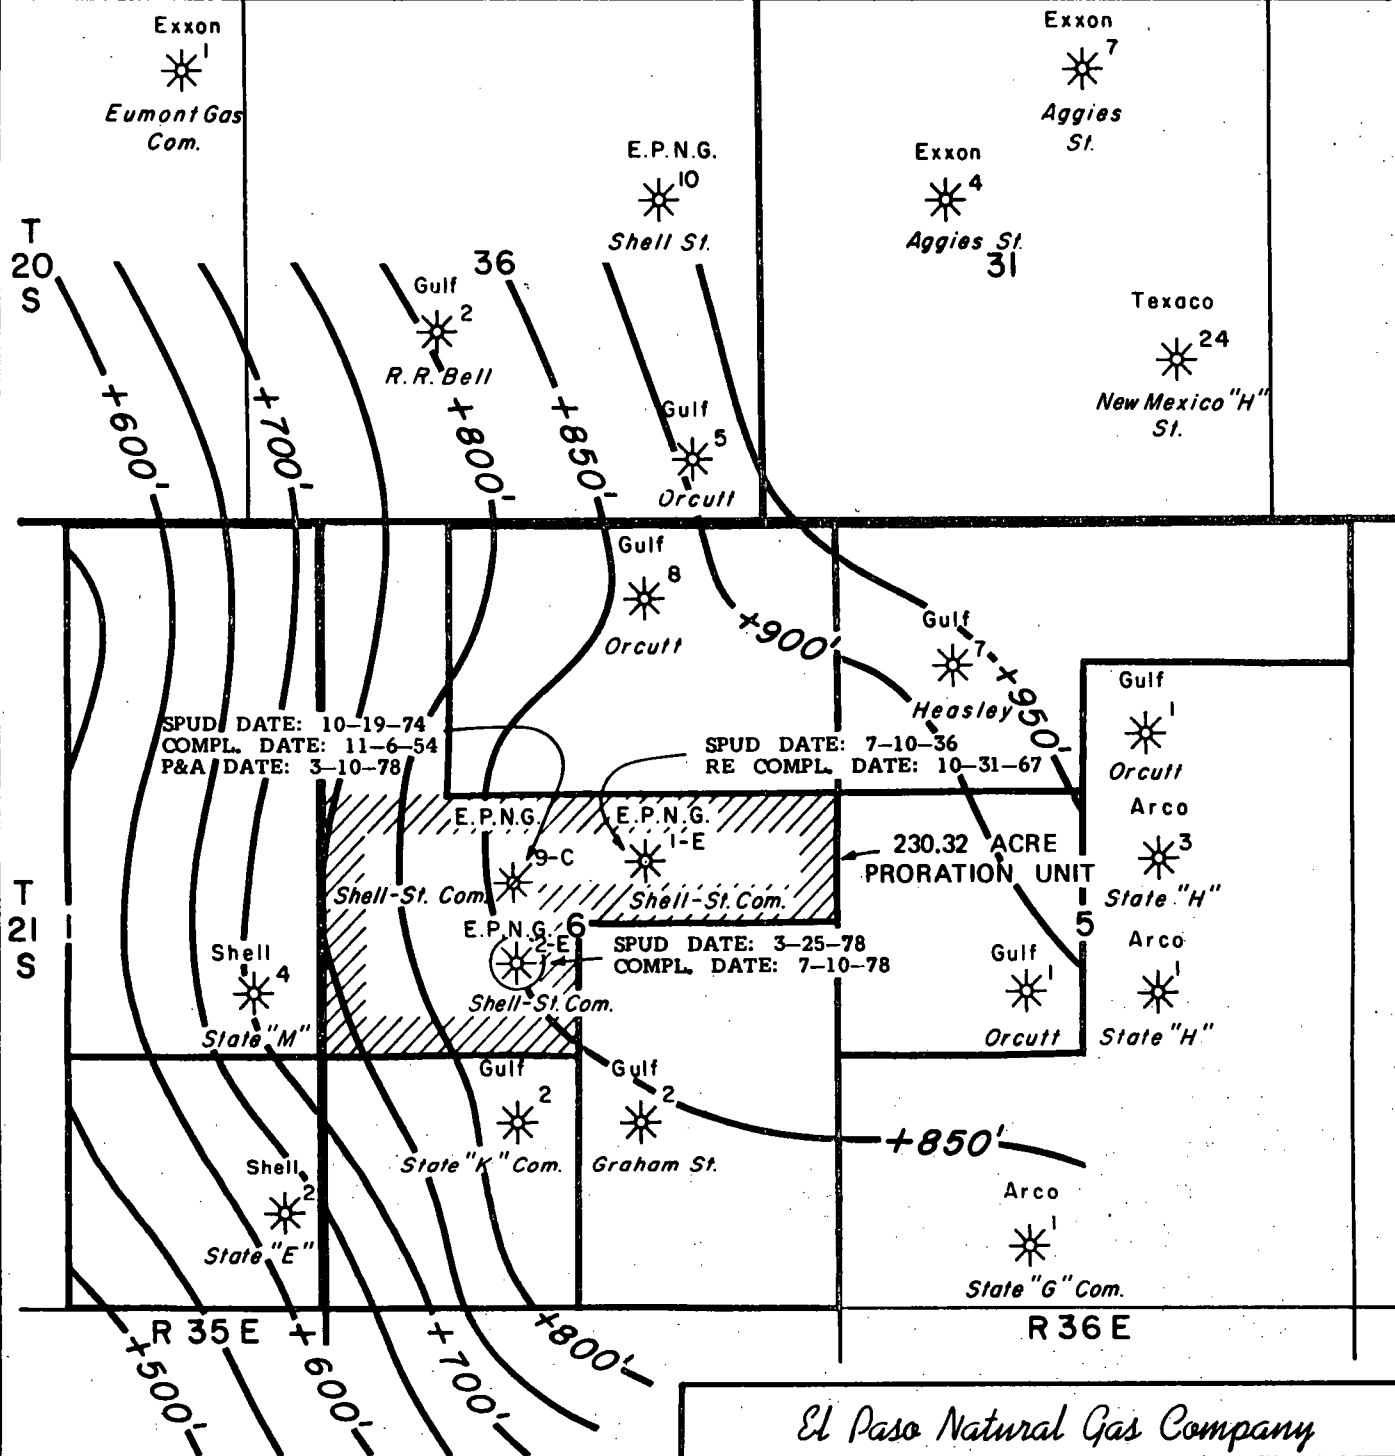 Exxon
1
Eumont Gas
Com.
Exxon
7
Aggies
St.
E.P.N.G.
10
Shell St.
Exxon
4
Aggies St.
31
T
20
S
36
Gulf
2
R.R.Bell
Texaco
24
New Mexico "H"
St.
+600'
+700'
+800'
+850'
Gulf
5
Orcutt
Gulf
8
Orcutt
+900'
Gulf
7
Heasley
+950'
Gulf
1
Orcutt
SPUD DATE: 10-19-74
COMPL. DATE: 11-6-54
P&A DATE: 3-10-78
SPUD DATE: 7-10-36
RE COMPL. DATE: 10-31-67
E.P.N.G.
9-C
Shell-St. Com.
E.P.N.G.
1-E
Shell-St. Com.
230.32 ACRE
PRORATION UNIT
Arco
3
State "H"
T
21
S
1
6
5
E.P.N.G.
2-E
Shell-St. Com.
SPUD DATE: 3-25-78
COMPL. DATE: 7-10-78
Shell
4
State "M"
Gulf
1
Orcutt
Arco
1
State "H"
Gulf
2
State "K" Com.
Gulf
2
Graham St.
+850'
Shell
2
State "E"
Arco
1
State "G" Com.
R 35 E
R 36 E
+500'
+600'
+700'
+800'
El Paso Natural Gas Company